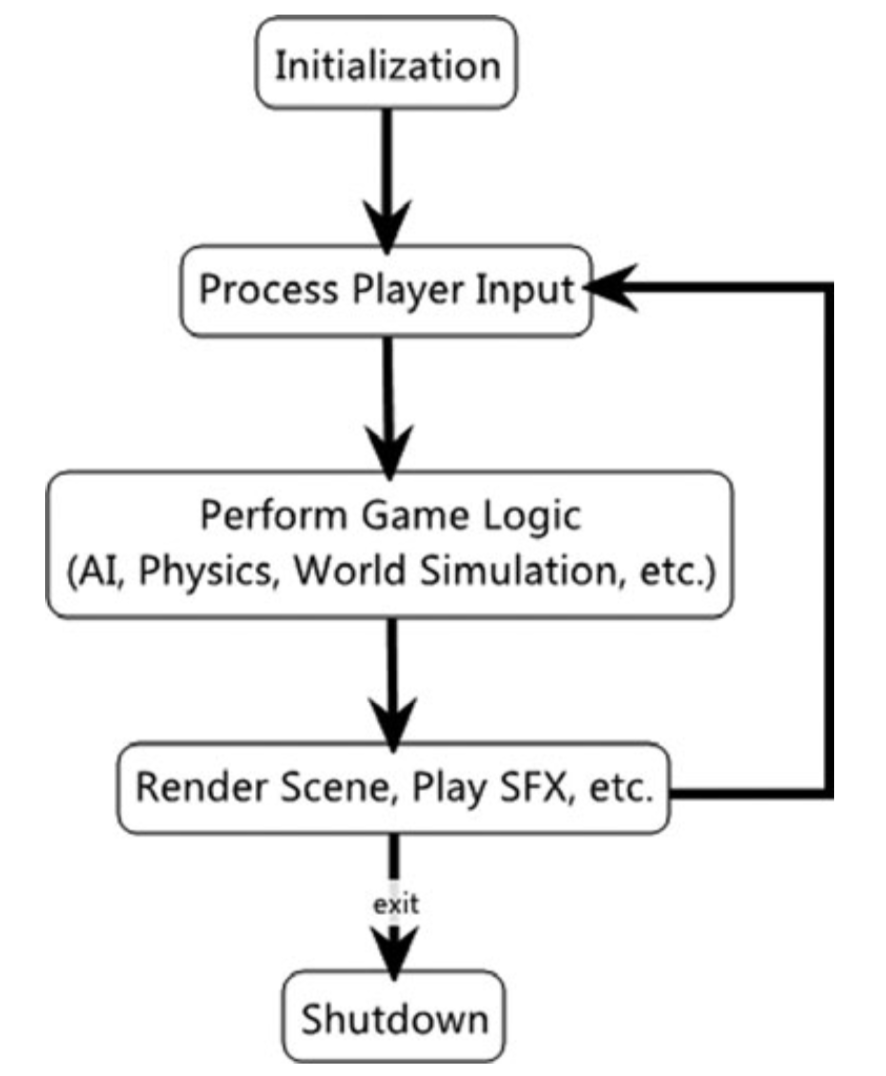 Initialization
Process Player Input
Perform Game Logic
(AI, Physics, World Simulation, etc.)
Render Scene, Play SFX, etc.
exit
Shutdown